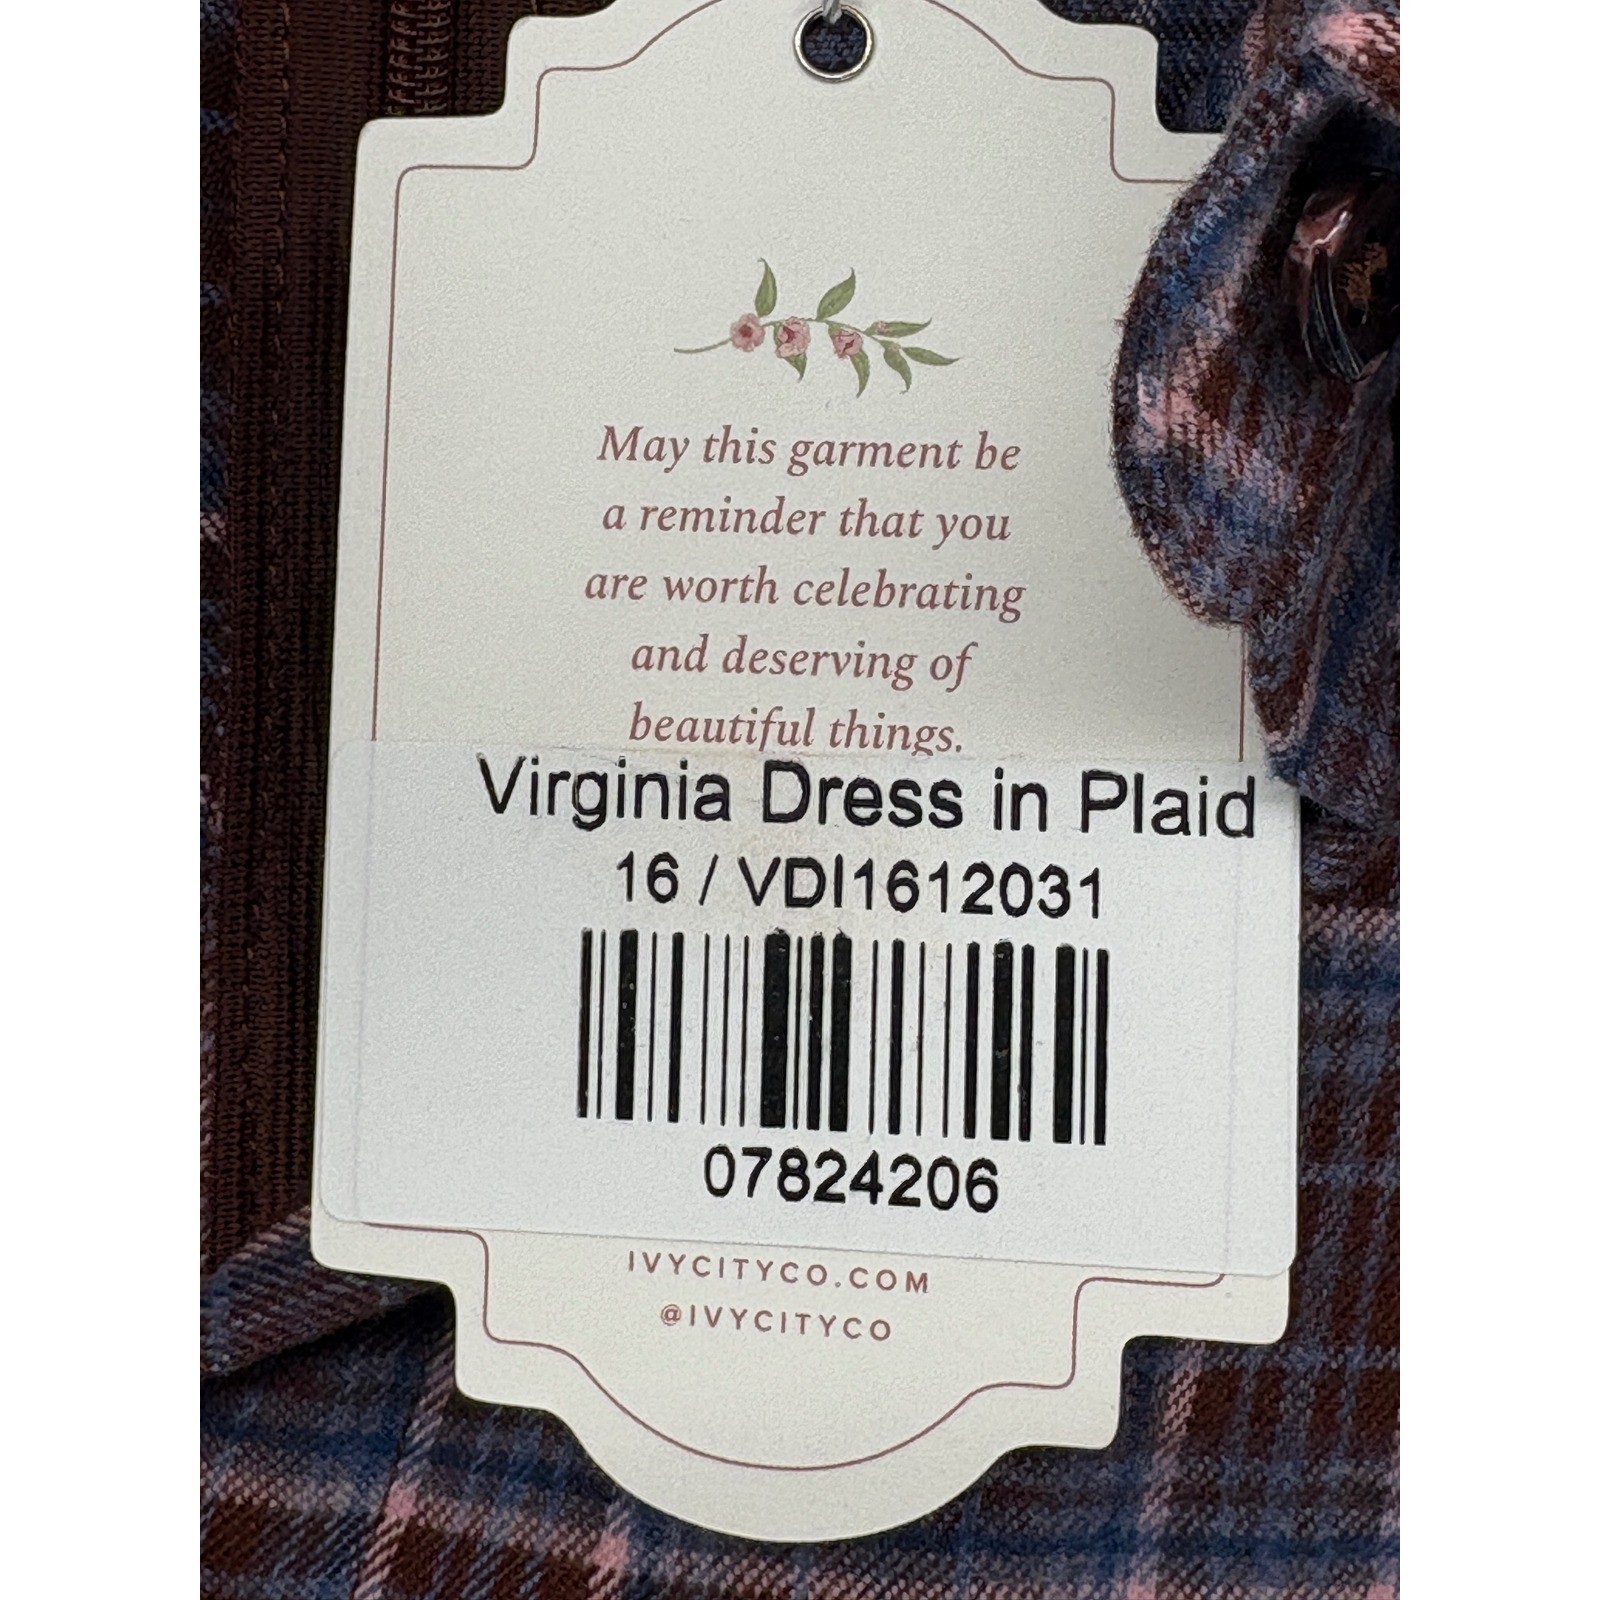 May this garment be
a reminder that you
are worth celebrating
and deserving of
beautiful things.
Virginia Dress in Plaid
16 / VDI1612031
07824206
IVYCITYCO.COM
@IVYCITYCO